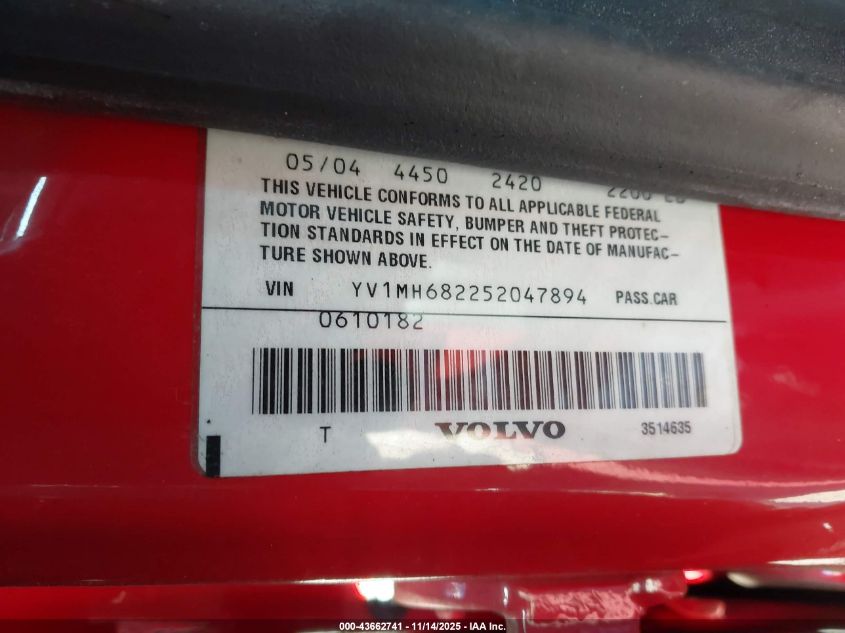 05/04 4450 2420 2200 LB
THIS VEHICLE CONFORMS TO ALL APPLICABLE FEDERAL
MOTOR VEHICLE SAFETY, BUMPER AND THEFT PROTEC-
TION STANDARDS IN EFFECT ON THE DATE OF MANUFAC-
TURE SHOWN ABOVE.
VIN YV1MH682252047894 PASS.CAR
0610182
T VOLVO 3514635
000-43662741 - 11/14/2025 - IAA Inc.